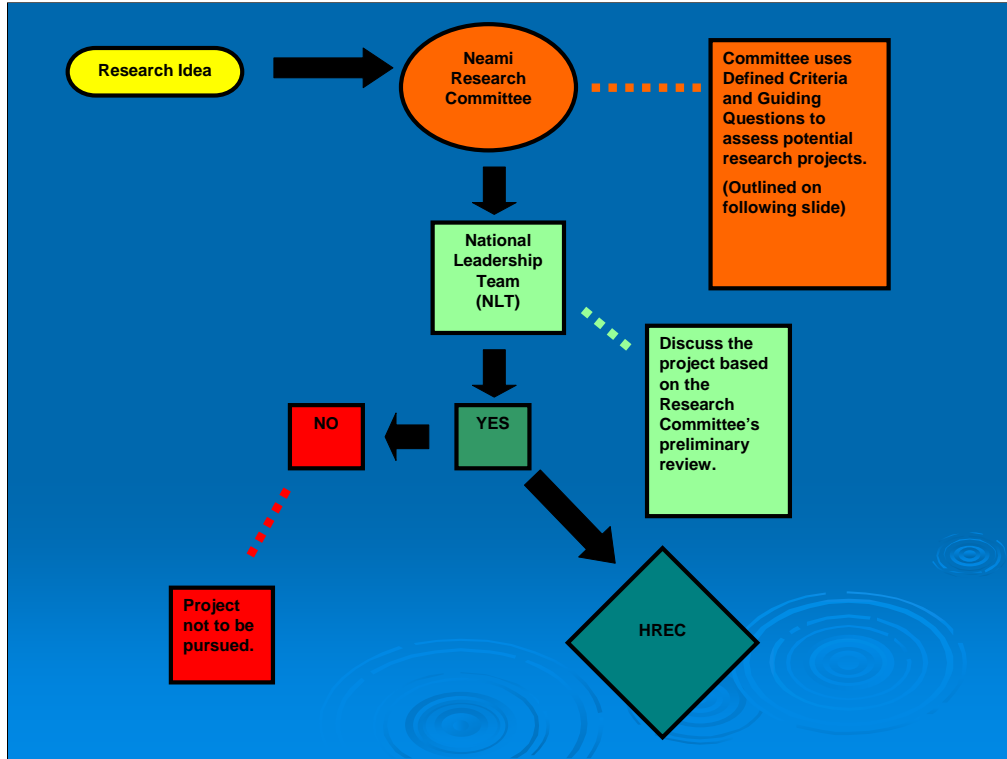 Research Idea
Neami
Research
Committee
Committee uses
Defined Criteria
and Guiding
Questions to
assess potential
research projects.
(Outlined on
following slide)
National
Leadership
Team
(NLT)
Discuss the
project based
on the
Research
Committee's
preliminary
review.
NO
YES
Project
not to be
pursued.
HREC